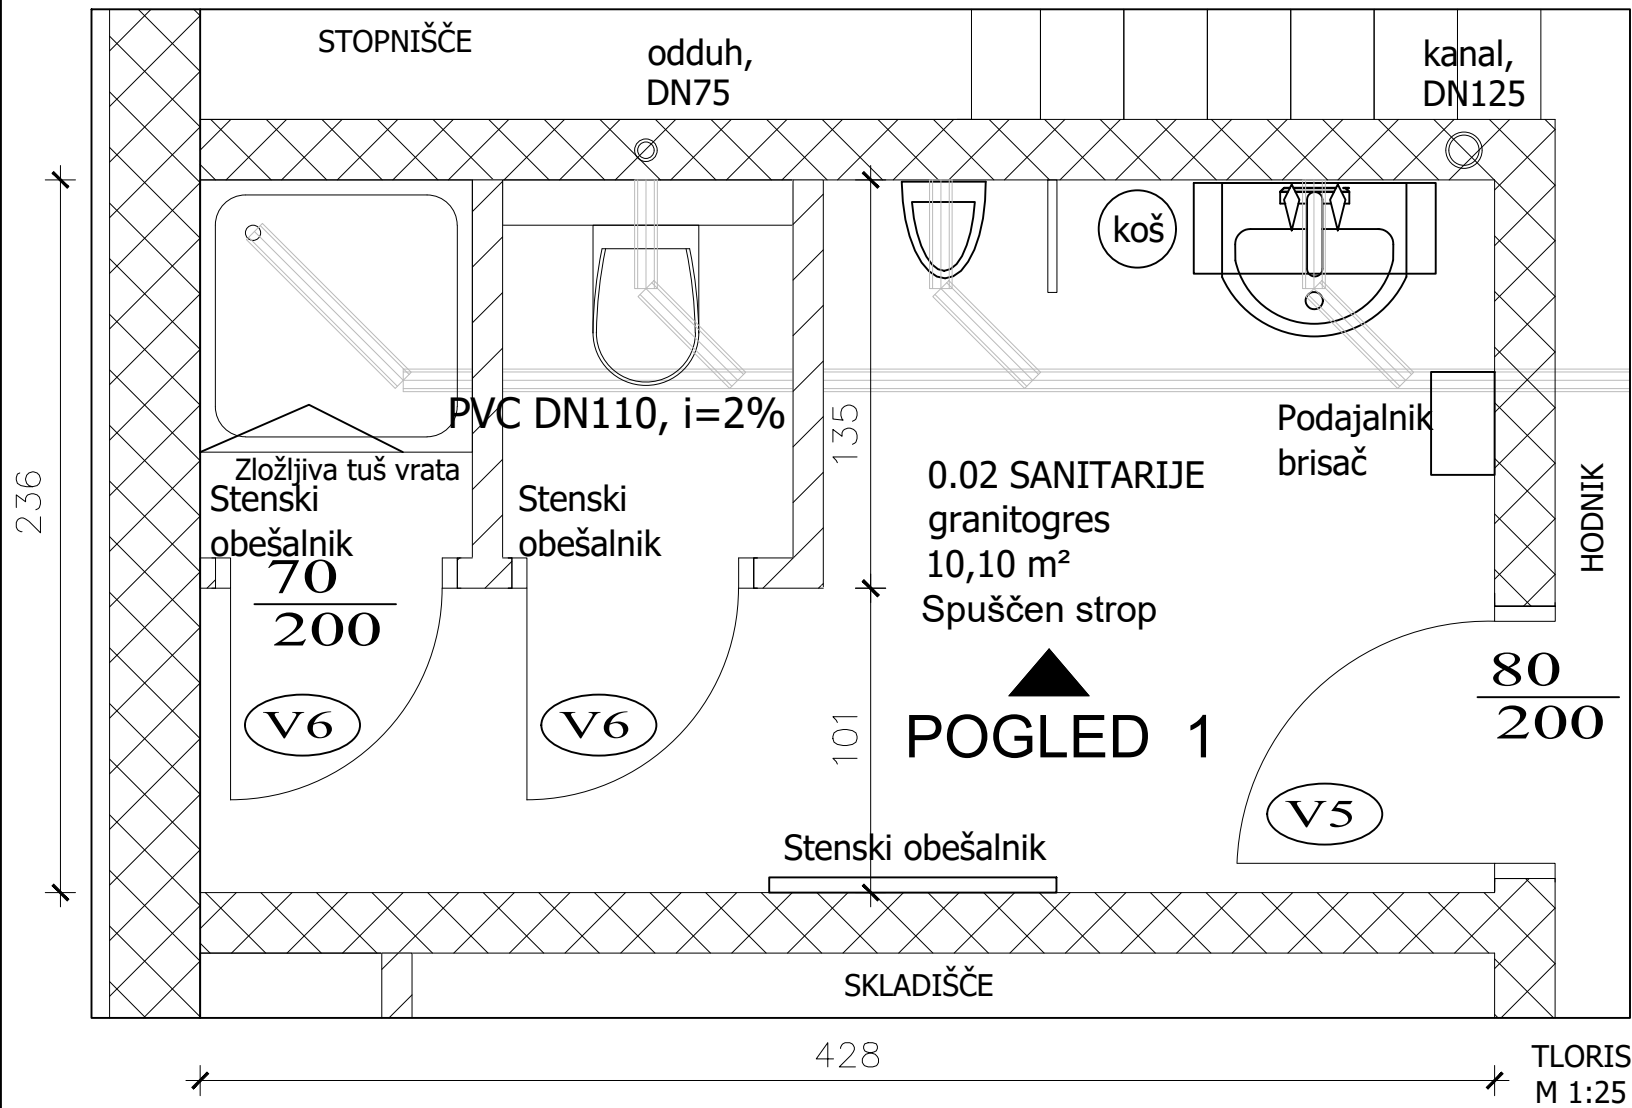 STOPNIŠČE
odduh,
DN75
kanal,
DN125
koš
PVC DN110, i=2%
Podajalnik
brisač
Zložljiva tuš vrata
Stenski
obešalnik
Stenski
obešalnik
0.02 SANITARIJE
granitogres
10,10 m²
Spuščen strop
HODNIK
236
135
70
200
V6
V6
101
POGLED 1
80
200
V5
Stenski obešalnik
SKLADIŠČE
428
TLORIS
M 1:25